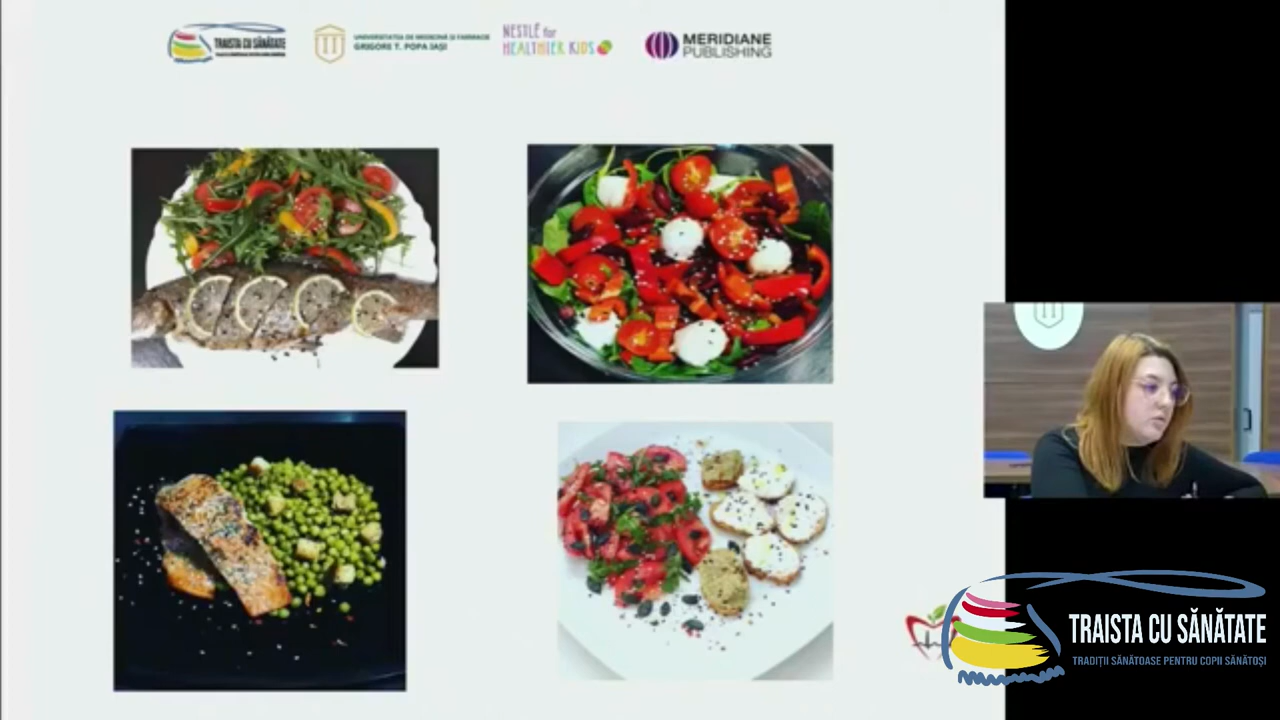 TRAISTA CU SĂNĂTATE
UNIVERSITATEA DE MEDICINĂ ȘI FARMACIE
GRIGORE T. POPA IAȘI
NESTLÉ for
HEALTHIER KIDS
MERIDIANE
PUBLISHING
TRAISTA CU SĂNĂTATE
TRADIȚII SĂNĂTOASE PENTRU COPII SĂNĂTOȘI